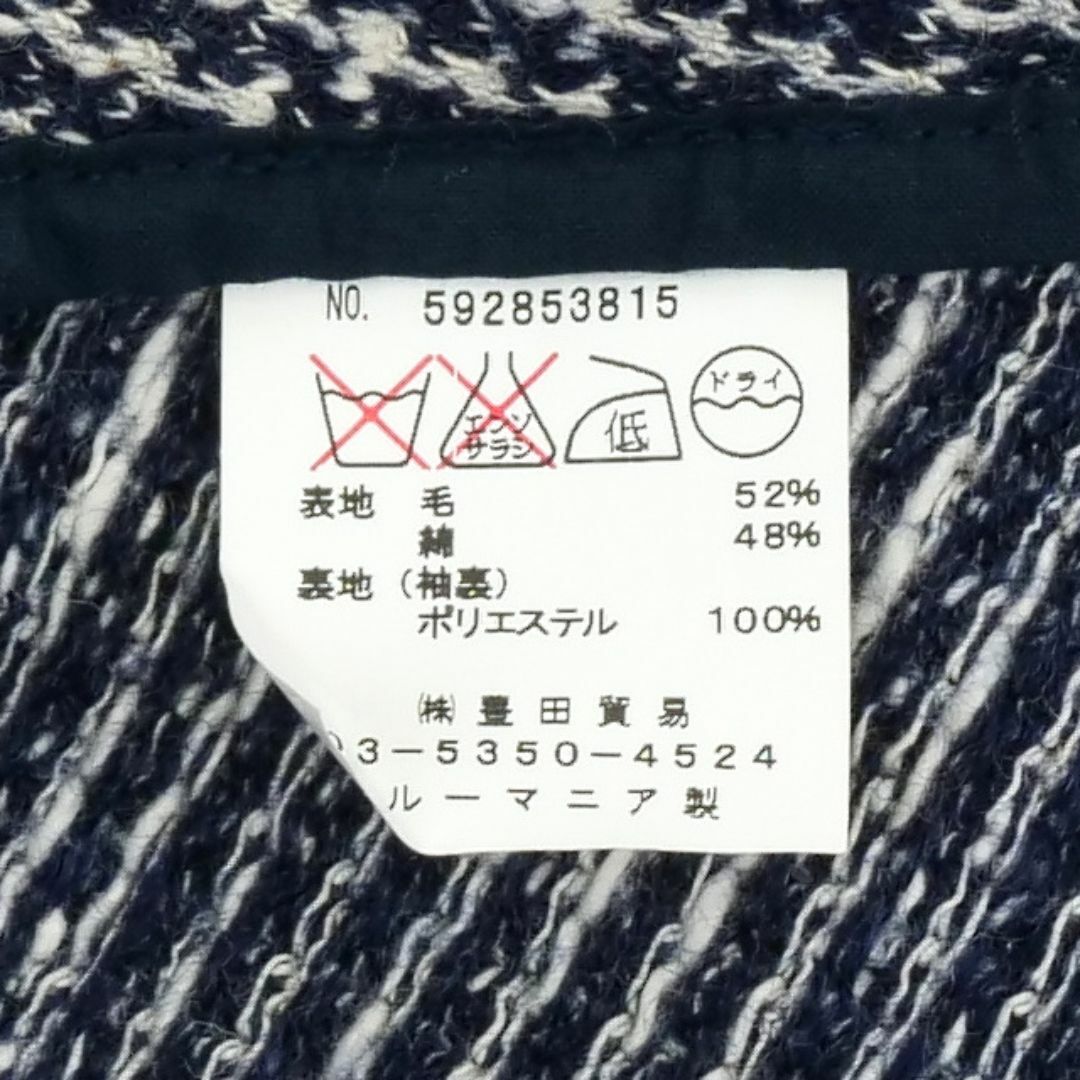 NO. 592853815
ドライ
エンソ
サラシ
低
表地 毛 52%
綿 48%
裏地 (袖裏)
ポリエステル 100%
㈱ 豊田貿易
03-5350-4524
ルーマニア製